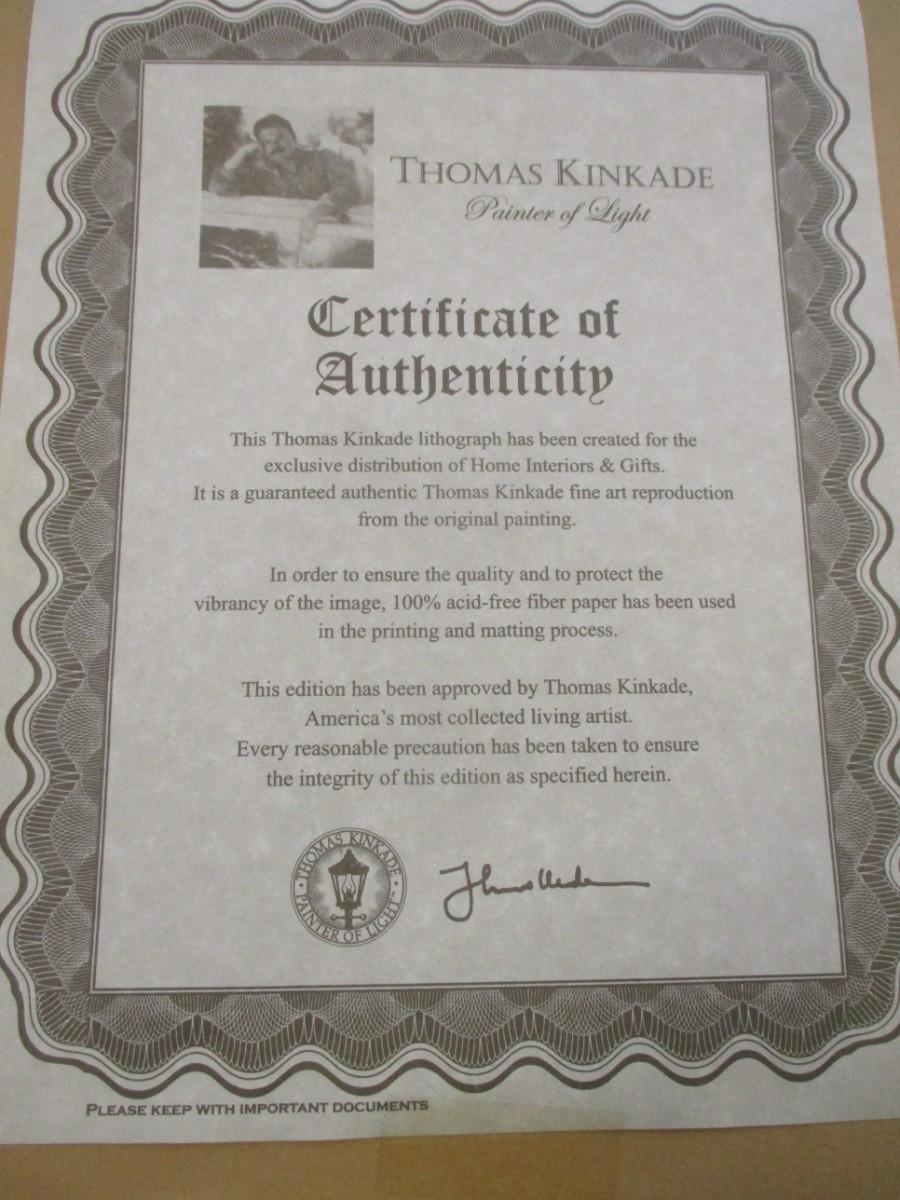 THOMAS KINKADE
Painter of Light
Certificate of
Authenticity
This Thomas Kinkade lithograph has been created for the
exclusive distribution of Home Interiors & Gifts.
It is a guaranteed authentic Thomas Kinkade fine art reproduction
from the original painting.
In order to ensure the quality and to protect the
vibrancy of the image, 100% acid-free fiber paper has been used
in the printing and matting process.
This edition has been approved by Thomas Kinkade,
America's most collected living artist.
Every reasonable precaution has been taken to ensure
the integrity of this edition as specified herein.
THOMAS KINKADE
PAINTER OF LIGHT™
PLEASE KEEP WITH IMPORTANT DOCUMENTS